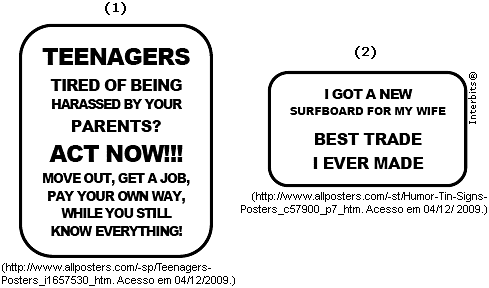 (1)
TEENAGERS
TIRED OF BEING
HARASSED BY YOUR
PARENTS?
ACT NOW!!!
MOVE OUT, GET A JOB,
PAY YOUR OWN WAY,
WHILE YOU STILL
KNOW EVERYTHING!
(http://www.allposters.com/-sp/Teenagers-
Posters_i1657530_htm. Acesso em 04/12/2009.)
(2)
I GOT A NEW
SURFBOARD FOR MY WIFE
BEST TRADE
I EVER MADE
Interbits®
(http://www.allposters.com/-st/Humor-Tin-Signs-
Posters_c57900_p7_htm. Acesso em 04/12/ 2009.)